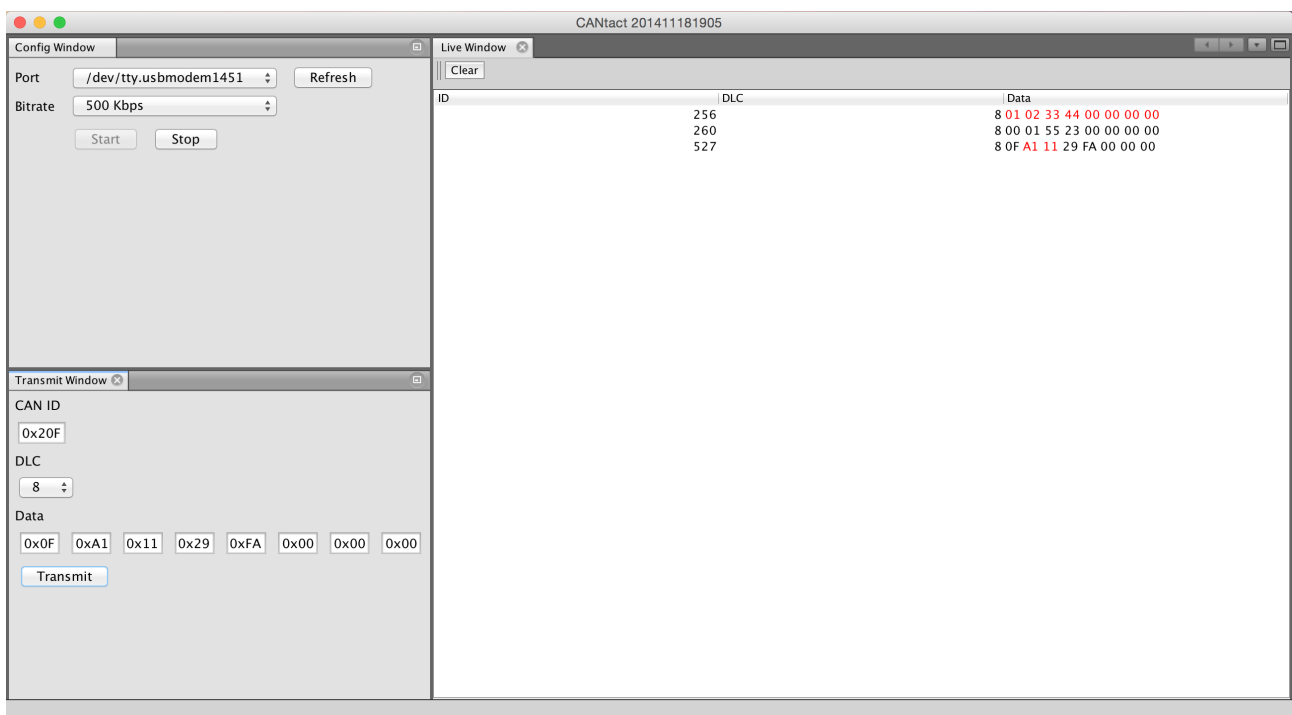 CANtact 201411181905
Config Window
Port /dev/tty.usbmodem1451 Refresh
Bitrate 500 Kbps
Start Stop
Transmit Window
CAN ID
0x20F
DLC
8
Data
0x0F 0xA1 0x11 0x29 0xFA 0x00 0x00 0x00
Transmit
Live Window
Clear
ID DLC Data
256 8 01 02 33 44 00 00 00 00
260 8 00 01 55 23 00 00 00 00
527 8 0F A1 11 29 FA 00 00 00